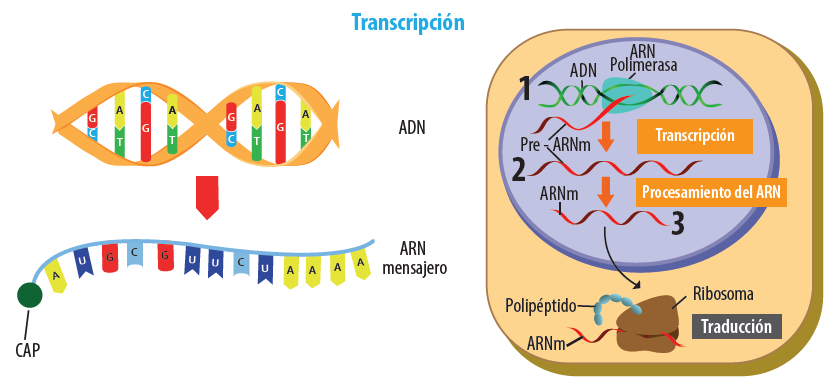 Transcripción
G A C A G A C A
C T G T C T G T
ADN
A U G C G U U C U A A A A
ARN
mensajero
CAP
1
ADN
ARN
Polimerasa
Pre - ARNm
Transcripción
2
Procesamiento del ARN
ARNm
3
Polipéptido
Ribosoma
Traducción
ARNm